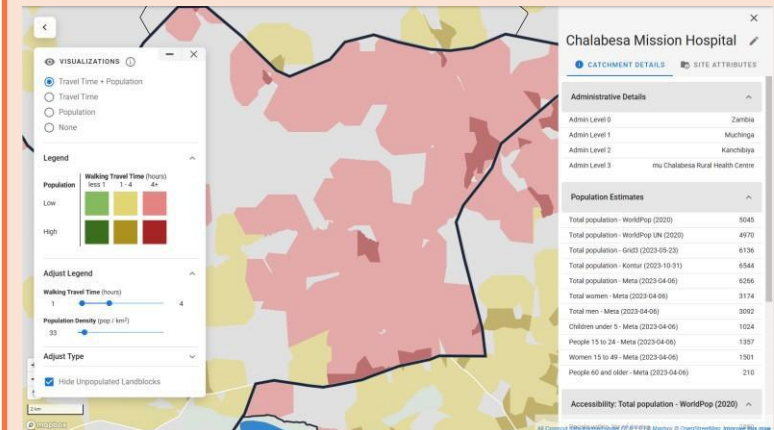 VISUALIZATIONS
Travel Time + Population
Travel Time
Population
None
Legend
Walking Travel Time (hours)
Population less 1 1 - 4 4+
Low
High
Adjust Legend
Walking Travel Time (hours)
1 4
Population Density (pop / km²)
33
Adjust Type
Hide Unpopulated Landblocks
2 km
mapbox
Chalabesa Mission Hospital
CATCHMENT DETAILS SITE ATTRIBUTES
Administrative Details
Admin Level 0 Zambia
Admin Level 1 Muchinga
Admin Level 2 Kanchibiya
Admin Level 3 mu Chalabesa Rural Health Centre
Population Estimates
Total population - WorldPop (2020) 5045
Total population - WorldPop UN (2020) 4970
Total population - Grid3 (2023-05-23) 6136
Total population - Kontur (2023-10-31) 6544
Total population - Meta (2023-04-06) 6266
Total women - Meta (2023-04-06) 3174
Total men - Meta (2023-04-06) 3092
Children under 5 - Meta (2023-04-06) 1024
People 15 to 24 - Meta (2023-04-06) 1357
Women 15 to 49 - Meta (2023-04-06) 1501
People 60 and older - Meta (2023-04-06) 210
Accessibility: Total population - WorldPop (2020)
© Mapbox © OpenStreetMap Improve this map